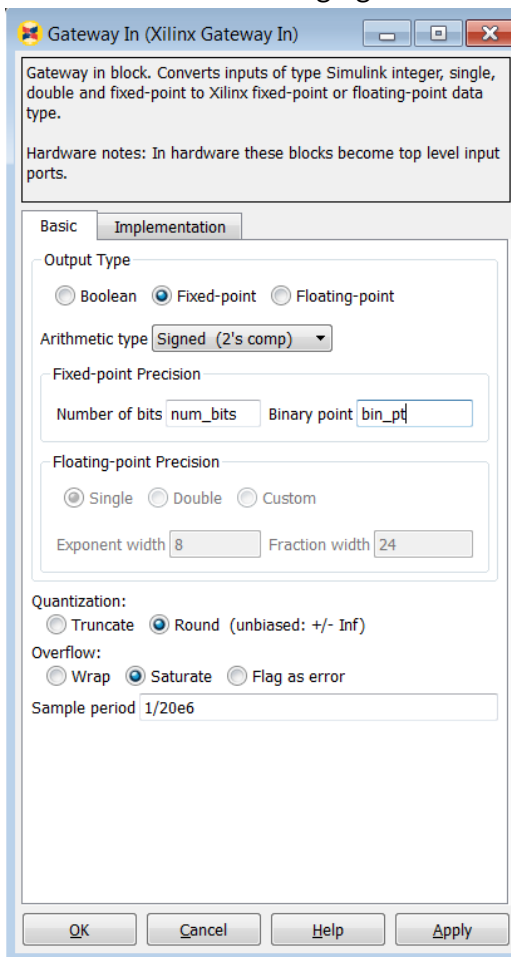 Gateway In (Xilinx Gateway In)
Gateway in block. Converts inputs of type Simulink integer, single,
double and fixed-point to Xilinx fixed-point or floating-point data
type.
Hardware notes: In hardware these blocks become top level input
ports.
Basic Implementation
Output Type
Boolean Fixed-point Floating-point
Arithmetic type Signed (2's comp)
Fixed-point Precision
Number of bits num_bits Binary point bin_pt
Floating-point Precision
Single Double Custom
Exponent width 8 Fraction width 24
Quantization:
Truncate Round (unbiased: +/- Inf)
Overflow:
Wrap Saturate Flag as error
Sample period 1/20e6
OK Cancel Help Apply